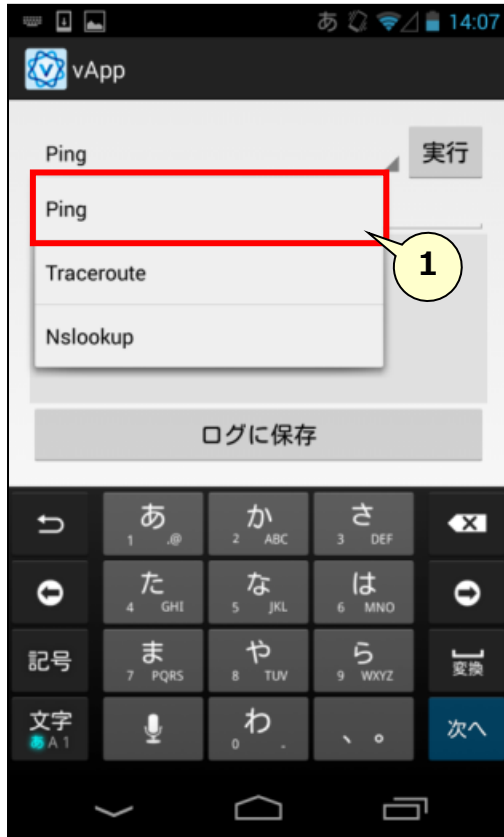 あ 14:07
vApp
Ping 実行
Ping
1
Traceroute
Nslookup
ログに保存
あ か さ
1 .@ 2 ABC 3 DEF
た な は
4 GHI 5 JKL 6 MNO
記号 ま や ら 変換
7 PQRS 8 TUV 9 WXYZ
文字 わ 、。 次へ
あA1 0 -